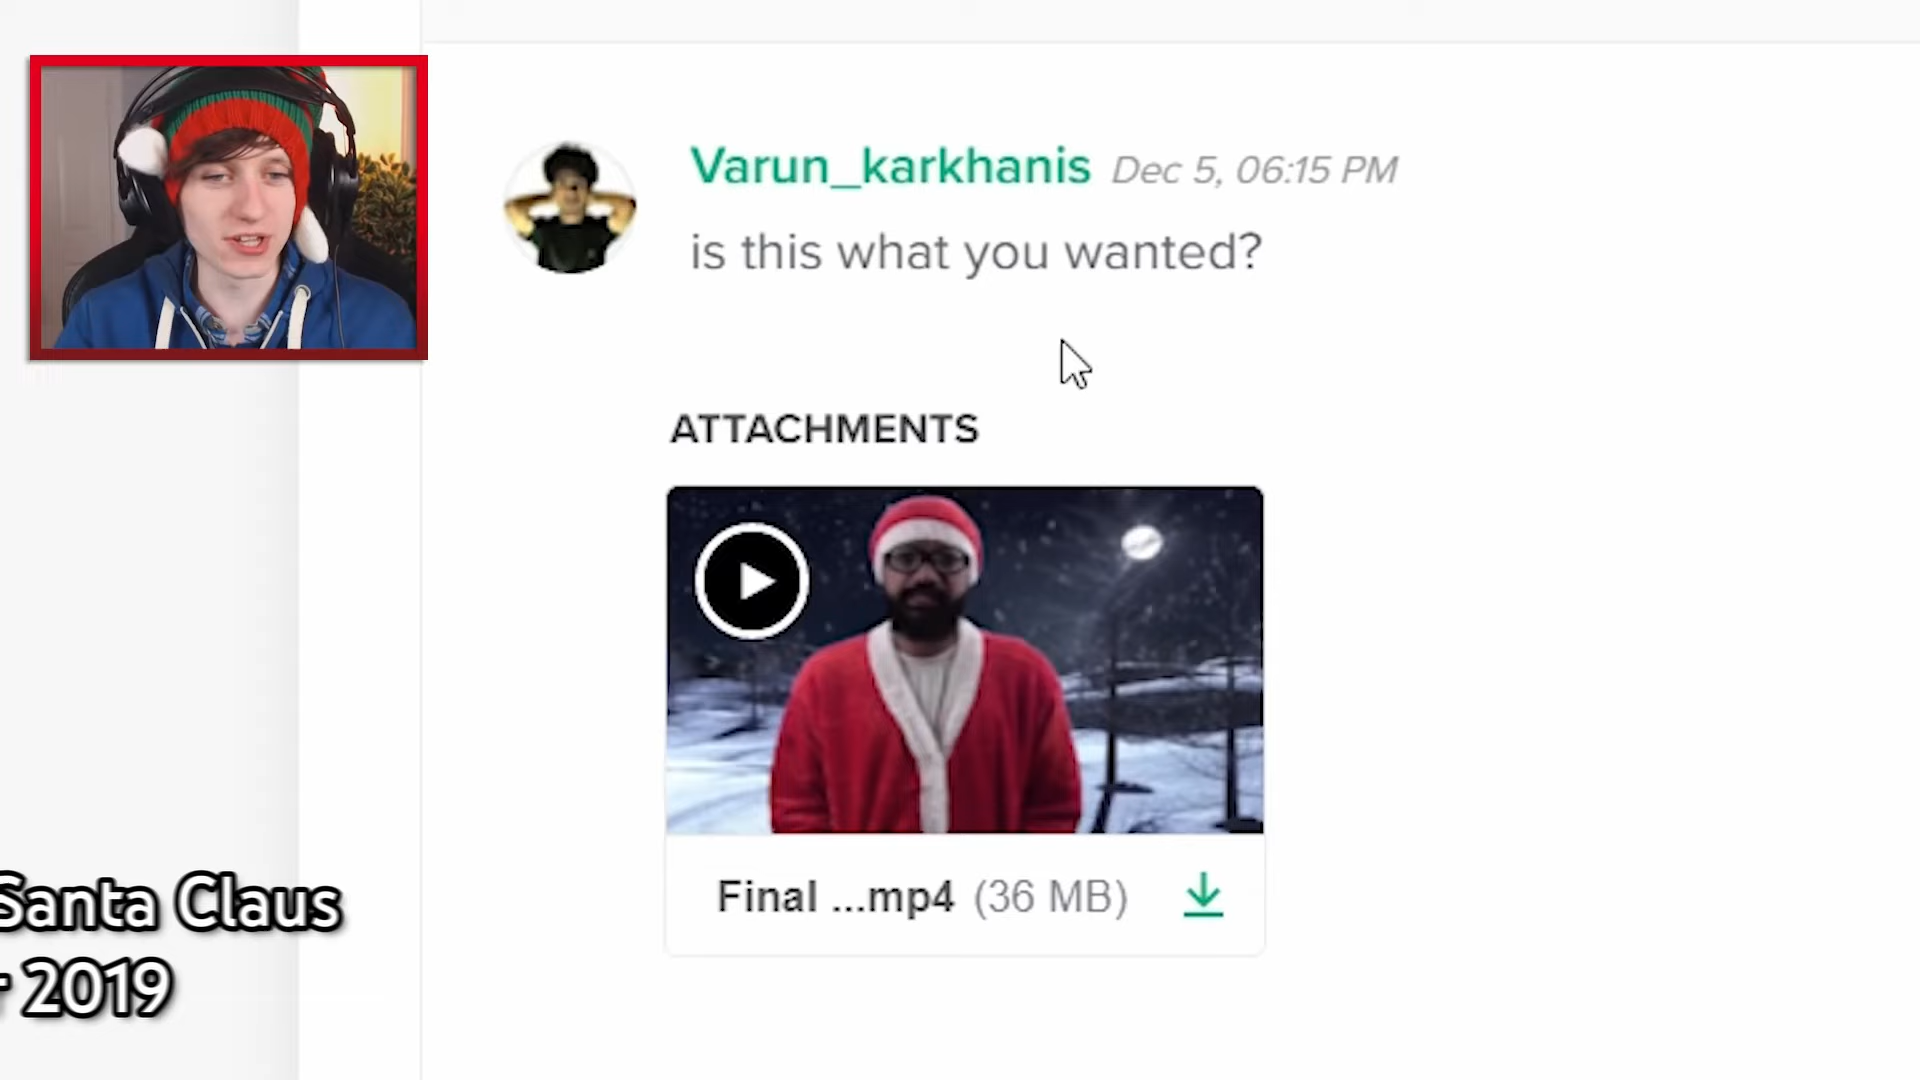 Varun_karkhanis Dec 5, 06:15 PM
is this what you wanted?
ATTACHMENTS
Final ...mp4 (36 MB)
Santa Claus
2019